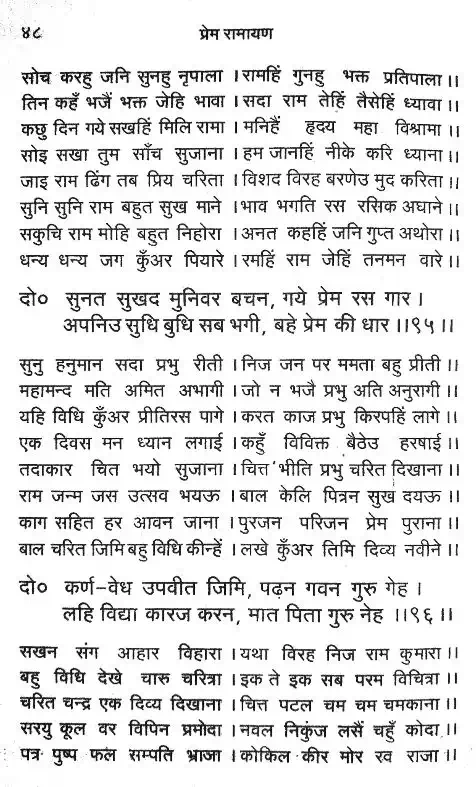 ४८ प्रेम रामायण
सोच करहु जनि सुनहु नृपाला । रामहिं गुनहु भक्त प्रतिपाला ।।
तिन कहँ भजैं भक्त जेहि भावा । सदा राम तेहिं तैसेहिं ध्यावा ।।
कछु दिन गये सखहिं मिलि रामा । मनिहैं हृदय महा विश्रामा ।।
सोइ सखा तुम साँच सुजाना । हम जानहिं नीके करि ध्याना ।।
जाइ राम ढिंग तब प्रिय चरिता । विशद विरह बरणेउ मुद करिता ।।
सुनि सुनि राम बहुत सुख माने । भाव भगति रस रसिक अघाने ।।
सकुचि राम मोहि बहुत निहोरा । अनत कहहिं जनि गुप्त अथोरा ।।
धन्य धन्य जग कुँअर पियारे । रमहिं राम जेहिं तनमन वारे ।।
दो० सुनत सुखद मुनिवर बचन, गये प्रेम रस गार ।
अपनिउ सुधि बुधि सब भगी, बहे प्रेम की धार ।।९५।।
सुनु हनुमान सदा प्रभु रीती । निज जन पर ममता बहु प्रीती ।।
महामन्द मति अमित अभागी । जो न भजै प्रभु अति अनुरागी ।।
यहि विधि कुँअर प्रीतिरस पागे । करत काज प्रभु किरपहिं लागे ।।
एक दिवस मन ध्यान लगाई । कहुँ विविक्त बैठेउ हरषाई ।।
तदाकार चित भयो सुजाना । चित्त भीति प्रभु चरित दिखाना ।।
राम जन्म जस उत्सव भयऊ । बाल केलि पित्रन सुख दयऊ ।।
काग सहित हर आवन जाना । पुरजन परिजन प्रेम पुराना ।।
बाल चरित जिमि बहु विधि कीन्हें । लखे कुँअर तिमि दिव्य नवीने ।।
दो० कर्ण-वेध उपवीत जिमि, पढ़न गवन गुरु गेह ।
लहि विद्या कारज करन, मात पिता गुरु नेह ।।९६।।
सखन संग आहार विहारा । यथा विरह निज राम कुमारा ।।
बहु विधि देखे चारु चरित्रा । इक ते इक सब परम विचित्रा ।।
चरित चन्द्र एक दिव्य दिखाना । चित्त पटल चम चम चमकाना ।।
सरयु कूल वर विपिन प्रमोदा । नवल निकुंज लसैं चहुँ कोदा ।।
पत्र पुष्प फल सम्पति भ्राजा । कोकिल कीर मोर रव राजा ।।